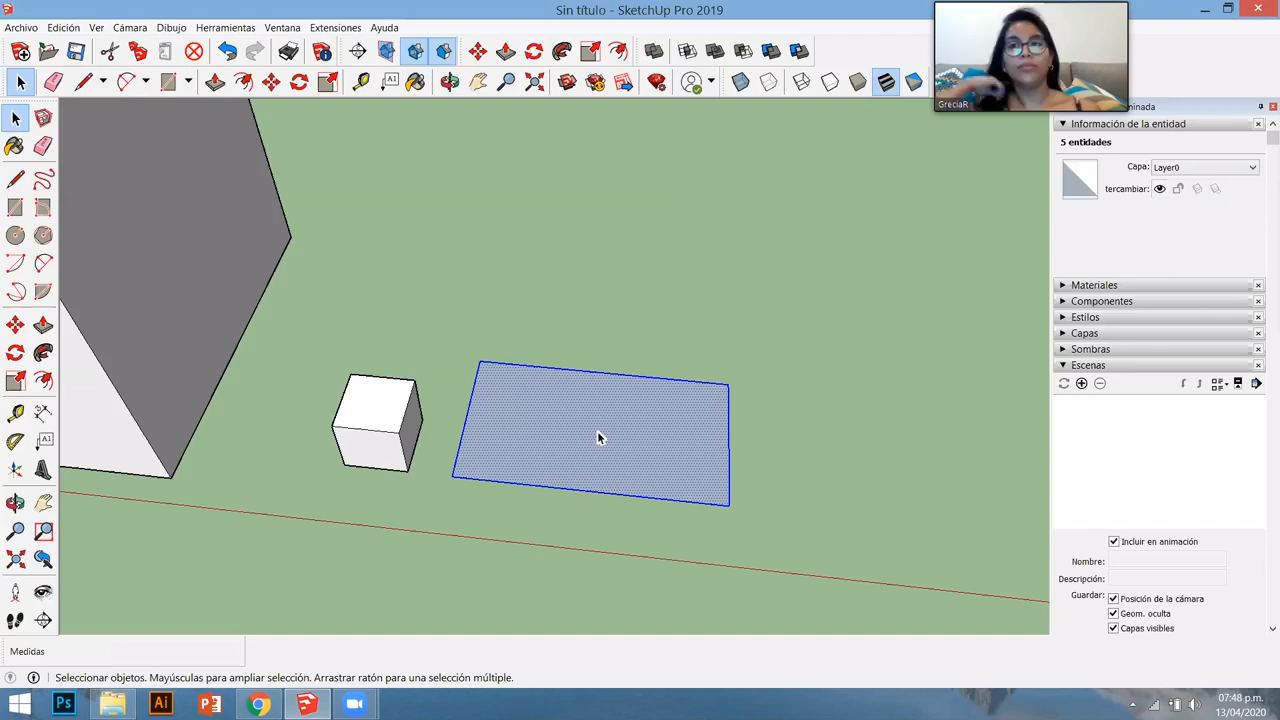 Sin título - SketchUp Pro 2019
Archivo Edición Ver Cámara Dibujo Herramientas Ventana Extensiones Ayuda
GreciaR
minada
Información de la entidad
5 entidades
Capa: Layer0
tercambiar:
Materiales
Componentes
Estilos
Capas
Sombras
Escenas
Incluir en animación
Nombre:
Descripción:
Guardar: Posición de la cámara
Geom. oculta
Capas visibles
Medidas
Seleccionar objetos. Mayúsculas para ampliar selección. Arrastrar ratón para una selección múltiple.
Ps
Ai
07:48 p.m.
13/04/2020